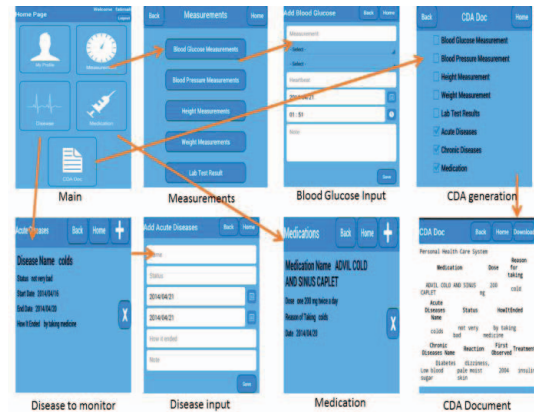 Home Page
Welcome
Logout
My Profile
Measurement
Disease
Medication
CDA Doc
Main
Back Measurements Home
Blood Glucose Measurements
Blood Pressure Measurements
Height Measurements
Weight Measurements
Lab Test Result
Measurements
Add Blood Glucose Back Home
Measurement
- Select -
- Select -
2014/04/21
01 : 51
Note
Save
Blood Glucose Input
Back CDA Doc Home
Blood Glucose Measurement
Blood Pressure Measurement
Height Measurement
Weight Measurement
Lab Test Results
Acute Diseases
Chronic Diseases
Medication
CDA generation
Acute Diseases Back Home +
Disease Name colds
Status not very bad
Start Date 2014/04/16
End Date 2014/04/20
How It Ended by taking medicine
X
Disease to monitor
Add Acute Diseases Back Home
Name
Status
2014/04/21
2014/04/21
How it ended
Note
Save
Disease input
Medications Back Home +
Medication Name ADVIL COLD
AND SINUS CAPLET
Dose one 200 mg twice a day
Reason of Taking colds
Date 2014/04/20
X
Medication
CDA Doc Back Home Download
Personal Health Care System
Medication Dose Reason for taking
ADVIL COLD AND SINUS CAPLET 200 mg cold
Acute Diseases Name Status HowItEnded
colds not very bad by taking medicine
Chronic Diseases Name Reaction First Observed Treatment
Diabetes Low blood sugar dizziness, pale moist skin 2004 insulin
CDA Document